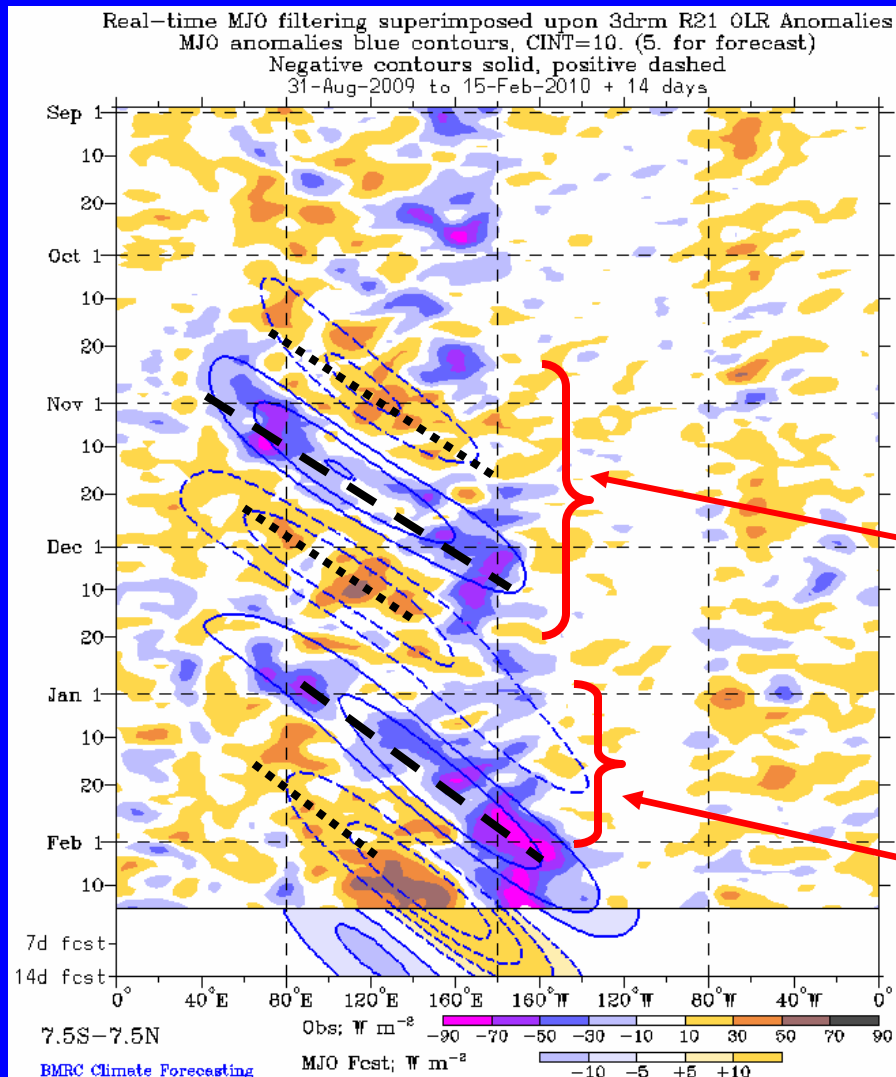 Real-time MJO filtering superimposed upon 3drm R21 OLR Anomalies
MJO anomalies blue contours, CINT=10. (5. for forecast)
Negative contours solid, positive dashed
31-Aug-2009 to 15-Feb-2010 + 14 days
Sep 1
10
20
Oct 1
10
20
Nov 1
10
20
Dec 1
10
20
Jan 1
10
20
Feb 1
10
7d fcst
14d fcst
0° 40°E 80°E 120°E 160°E 160°W 120°W 80°W 40°W 0°
7.5S-7.5N
Obs; W m⁻²
-90 -70 -50 -30 -10 10 30 50 70 90
MJO Fcst; W m⁻²
-10 -5 +5 +10
BMRC Climate Forecasting